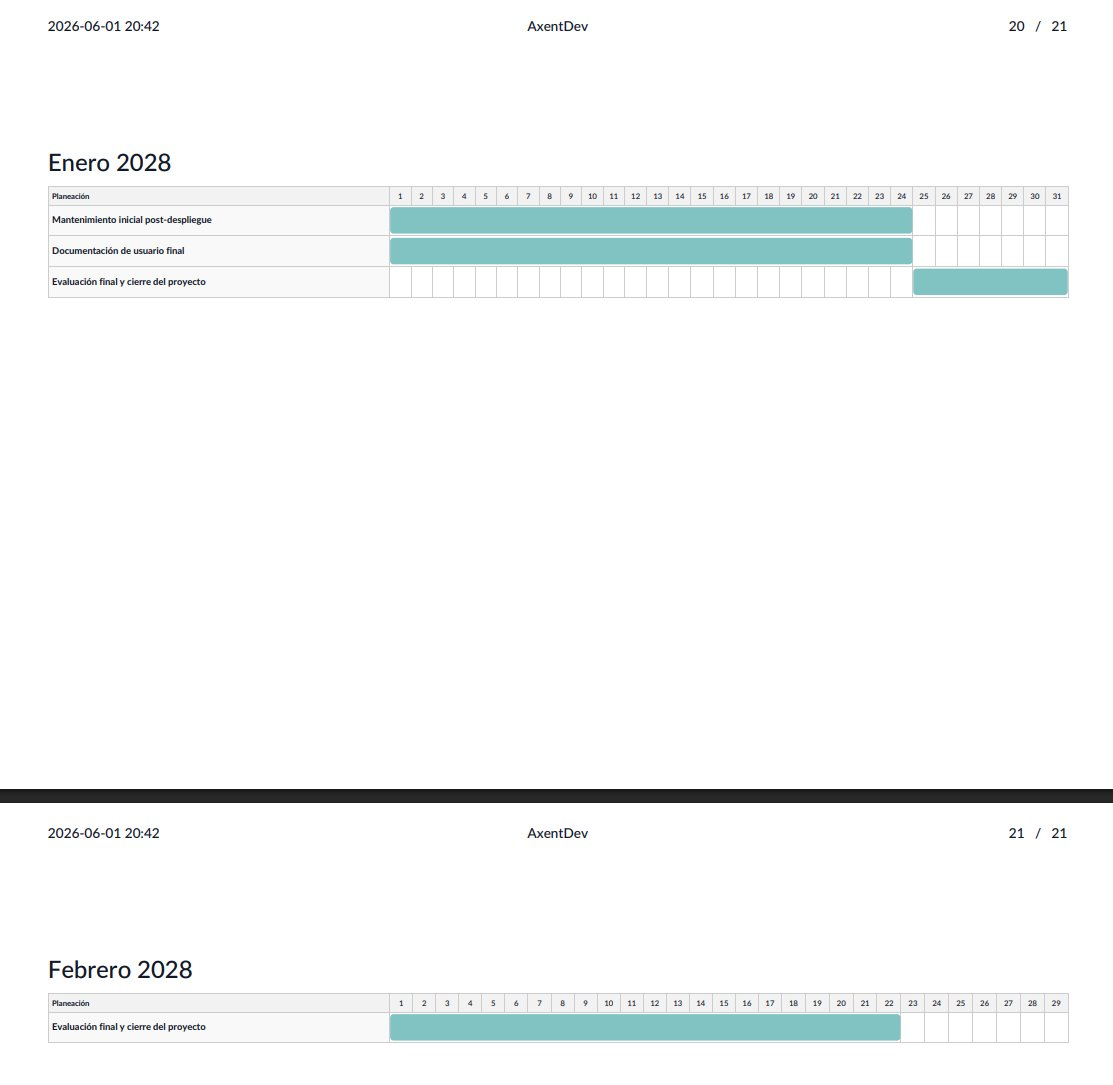 2026-06-01 20:42 AxentDev 20 / 21
Enero 2028
Planeación 1 2 3 4 5 6 7 8 9 10 11 12 13 14 15 16 17 18 19 20 21 22 23 24 25 26 27 28 29 30 31
Mantenimiento inicial post-despliegue
Documentación de usuario final
Evaluación final y cierre del proyecto
2026-06-01 20:42 AxentDev 21 / 21
Febrero 2028
Planeación 1 2 3 4 5 6 7 8 9 10 11 12 13 14 15 16 17 18 19 20 21 22 23 24 25 26 27 28 29
Evaluación final y cierre del proyecto